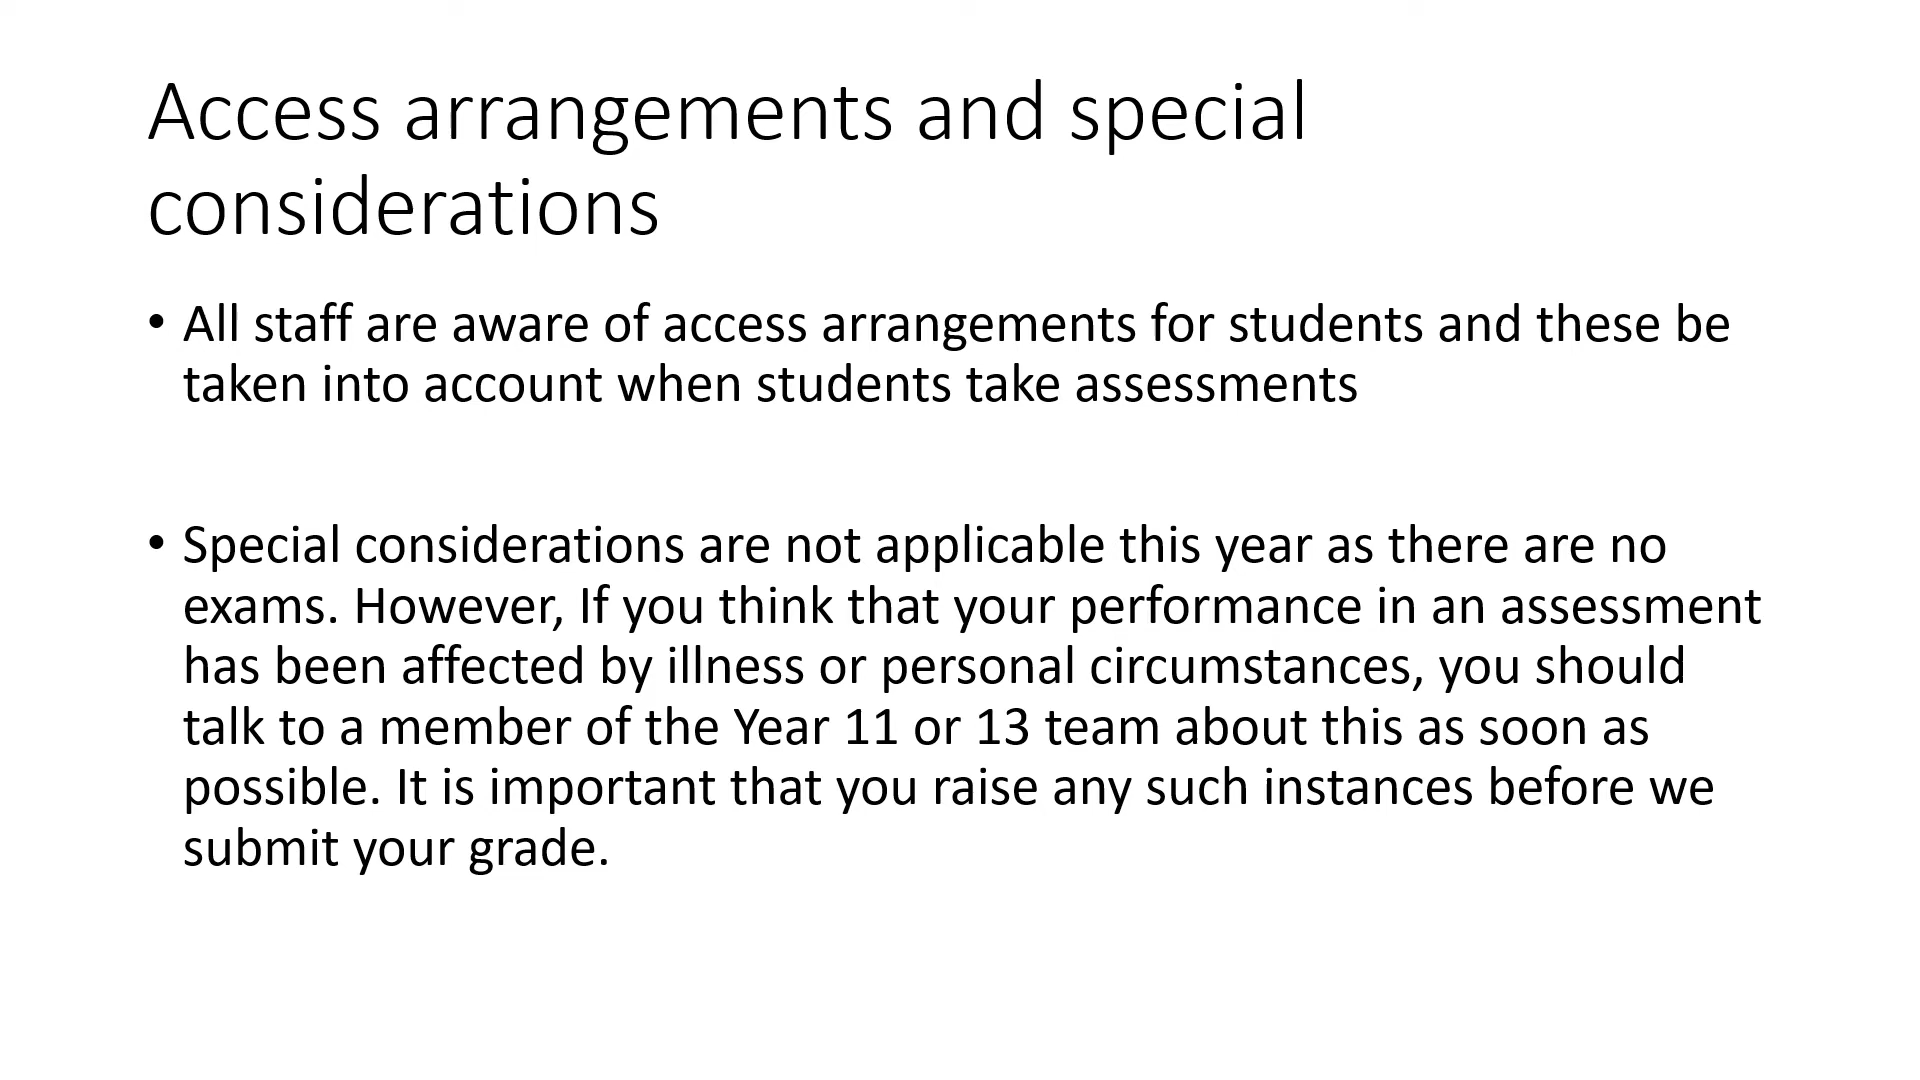 Access arrangements and special
considerations
• All staff are aware of access arrangements for students and these be
taken into account when students take assessments
• Special considerations are not applicable this year as there are no
exams. However, If you think that your performance in an assessment
has been affected by illness or personal circumstances, you should
talk to a member of the Year 11 or 13 team about this as soon as
possible. It is important that you raise any such instances before we
submit your grade.